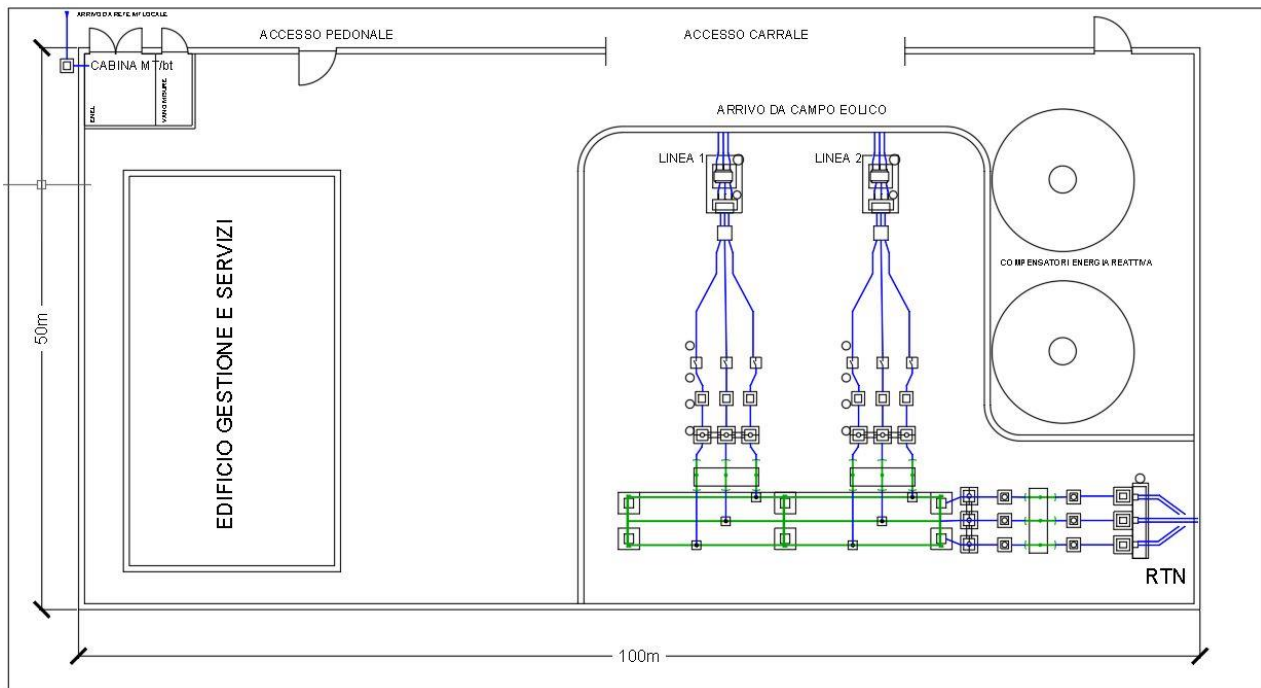 ARRIVO DA RETE MT LOCALE
ACCESSO PEDONALE
ACCESSO CARRALE
CABINA MT/bt
ENEL
VANO MISURE
ARRIVO DA CAMPO EOLICO
LINEA 1
LINEA 2
COMPENSATORI ENERGIA REATTIVA
EDIFICIO GESTIONE E SERVIZI
50m
RTN
100m